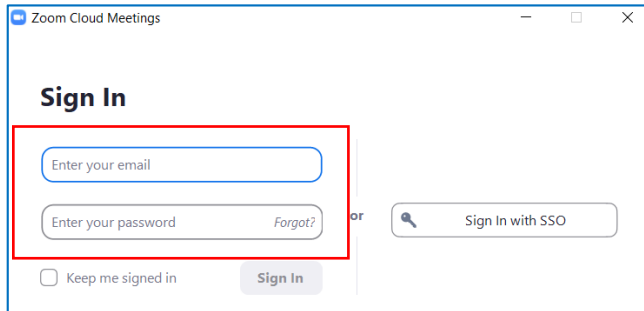 Zoom Cloud Meetings
Sign In
Enter your email
Enter your password Forgot?
or
Sign In with SSO
Keep me signed in
Sign In